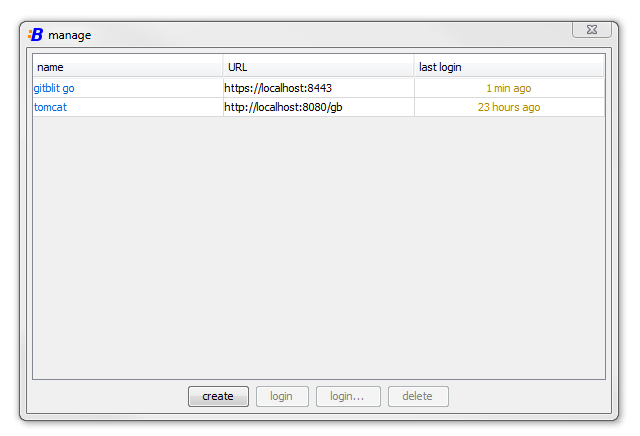 B manage
name URL last login
gitblit go https://localhost:8443 1 min ago
tomcat http://localhost:8080/gb 23 hours ago
create login login... delete